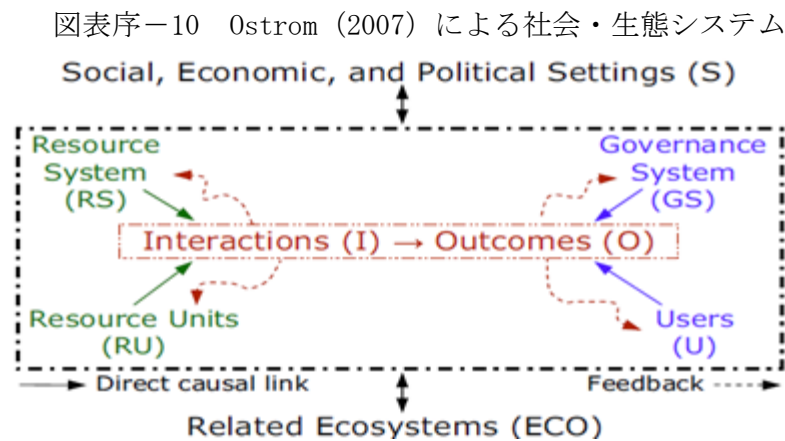 図表序－10　Ostrom（2007）による社会・生態システム
Social, Economic, and Political Settings (S)
Resource
System
(RS)
Governance
System
(GS)
Interactions (I) → Outcomes (O)
Resource Units
(RU)
Users
(U)
Direct causal link
Feedback
Related Ecosystems (ECO)